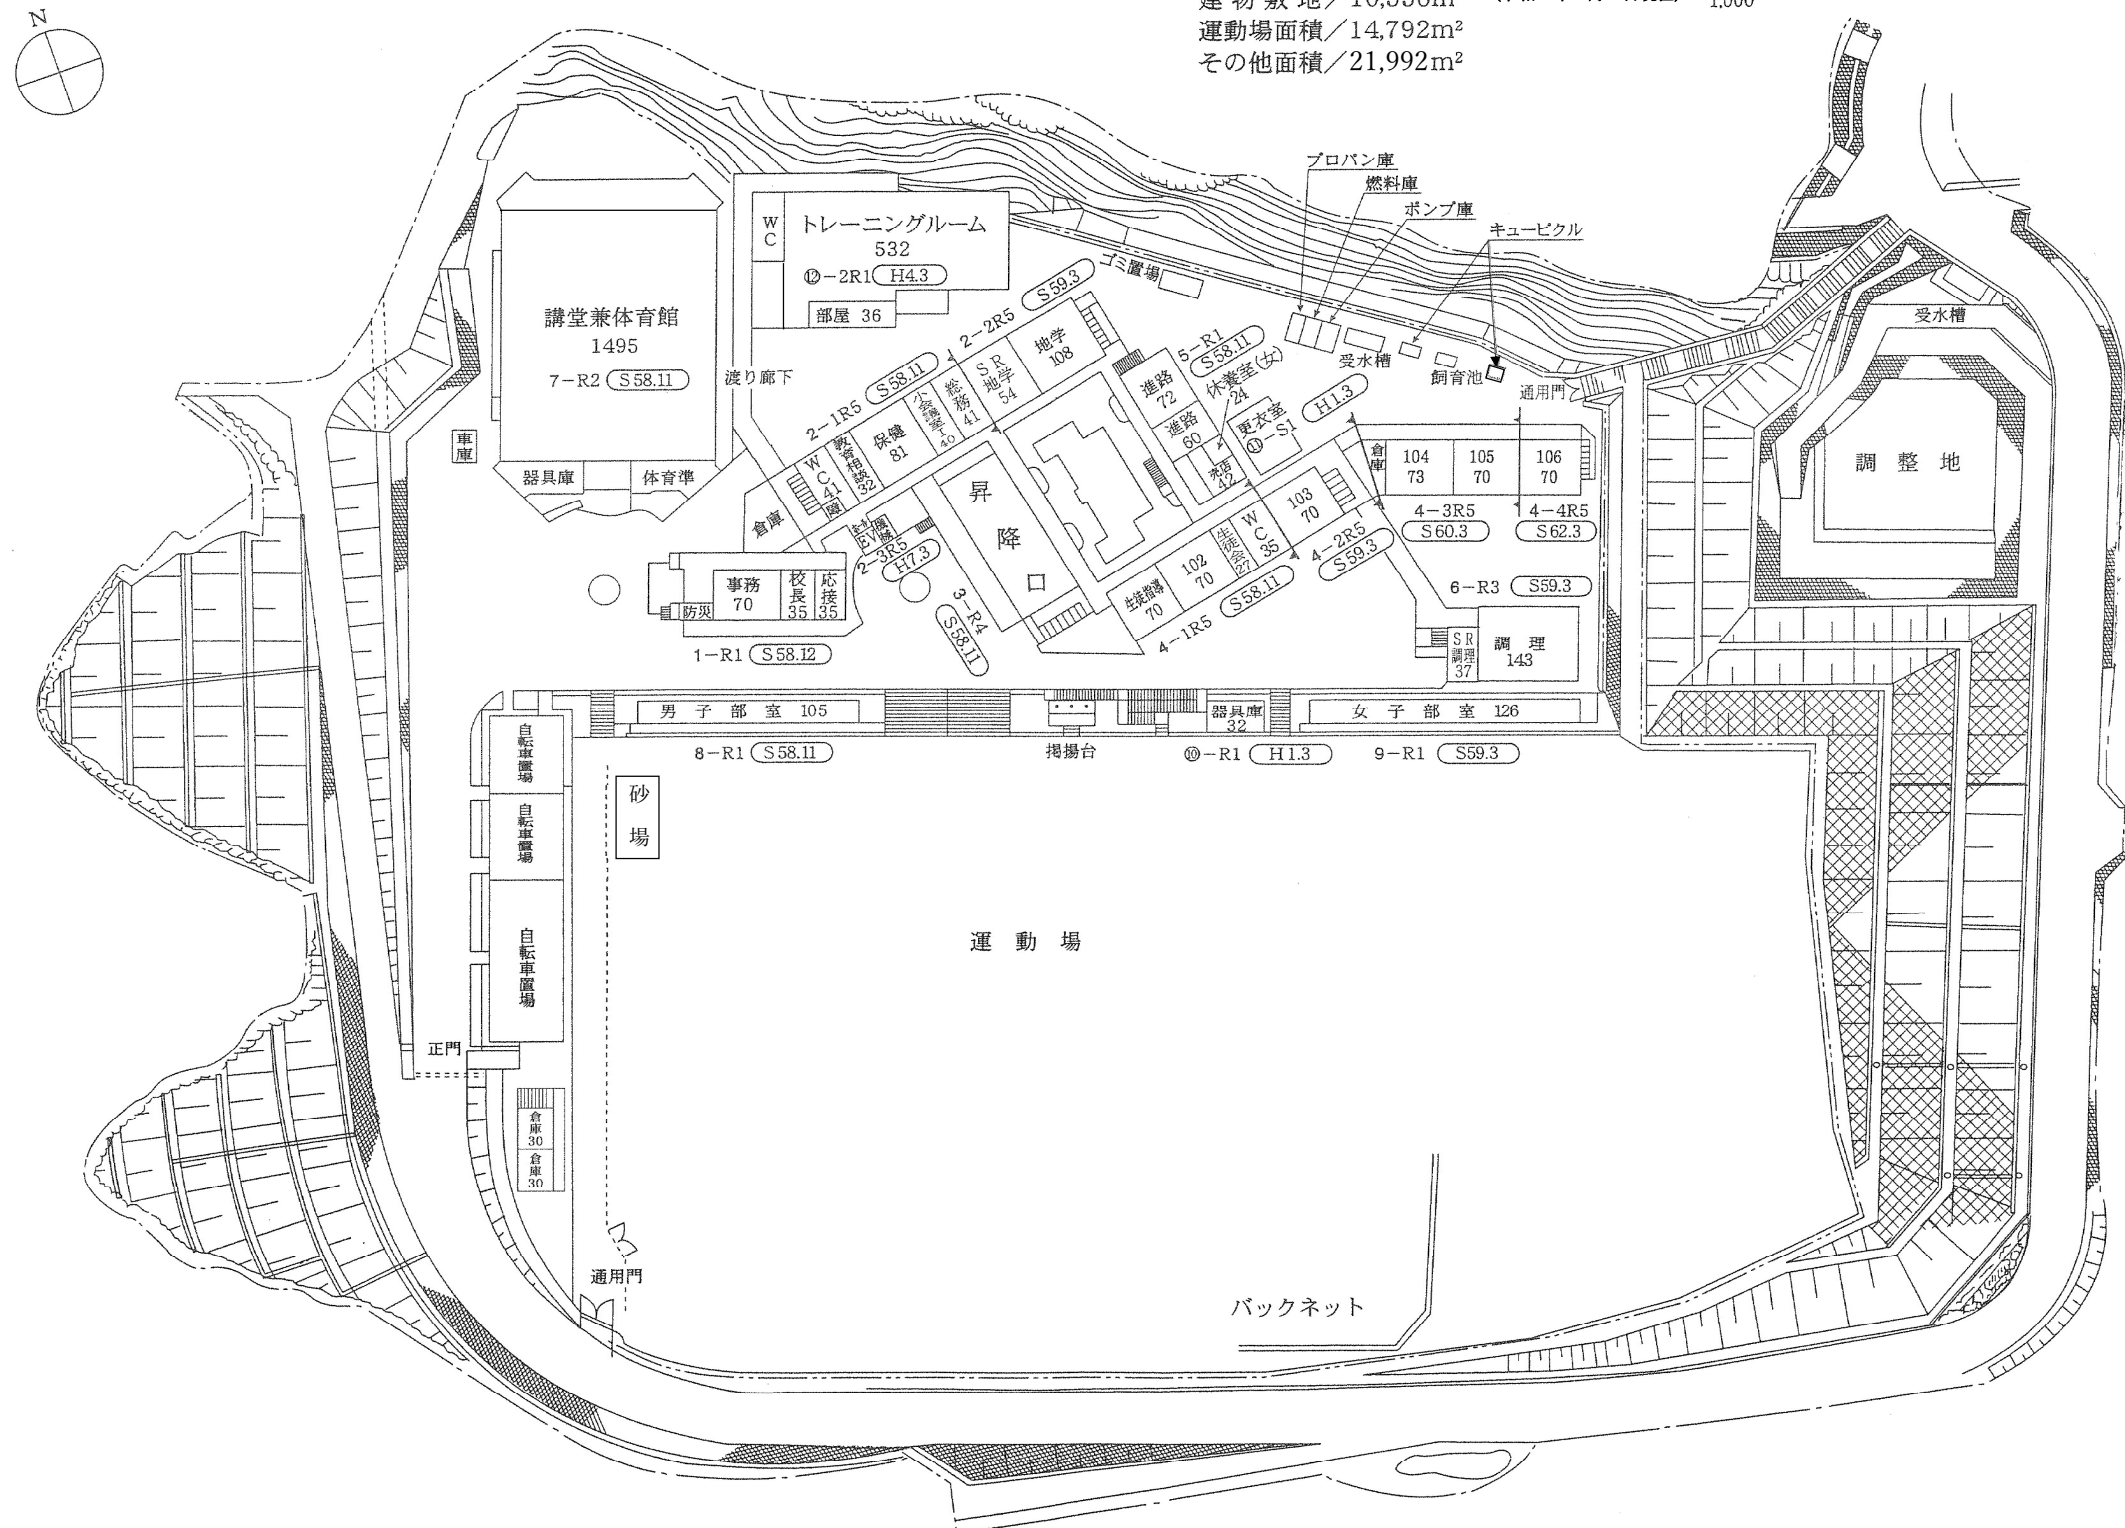 N
運動場面積／14,792m²
その他面積／21,992m²
プロパン庫
燃料庫
ポンプ庫
キュービクル
WC
トレーニングルーム
532
⑫-2R1 H4.3
部屋 36
ゴミ置場
講堂兼体育館
1495
7-R2 S58.11
器具庫
体育準
車庫
渡り廊下
倉庫
2-1R5 S58.11
2-2R5 S59.3
WC
41
障
教育相談
32
保健
81
小会議室I
40
総務
41
SR
地学
54
地学
108
5-R1
S58.11
進路
72
進路
60
休養室(女)
24
売店
42
更衣室
⑪-S1 H1.3
受水槽
飼育池
通用門
受水槽
調整地
倉庫
104
73
105
70
106
70
4-3R5
S60.3
4-4R5
S62.3
ホール
EV
機械
2-3R5
H7.3
昇降口
3-R4
S58.11
生徒指導
70
102
70
生徒会
27
WC
35
103
70
4-1R5 S58.11
4-2R5
S59.3
事務
70
校長
35
応接
35
防災
1-R1 S58.12
6-R3 S59.3
SR
調理
37
調理
143
男子部室 105
器具庫
32
女子部室 126
8-R1 S58.11
掲揚台
⑩-R1 H1.3
9-R1 S59.3
自転車置場
自転車置場
自転車置場
砂場
運動場
正門
倉庫
30
倉庫
30
通用門
バックネット